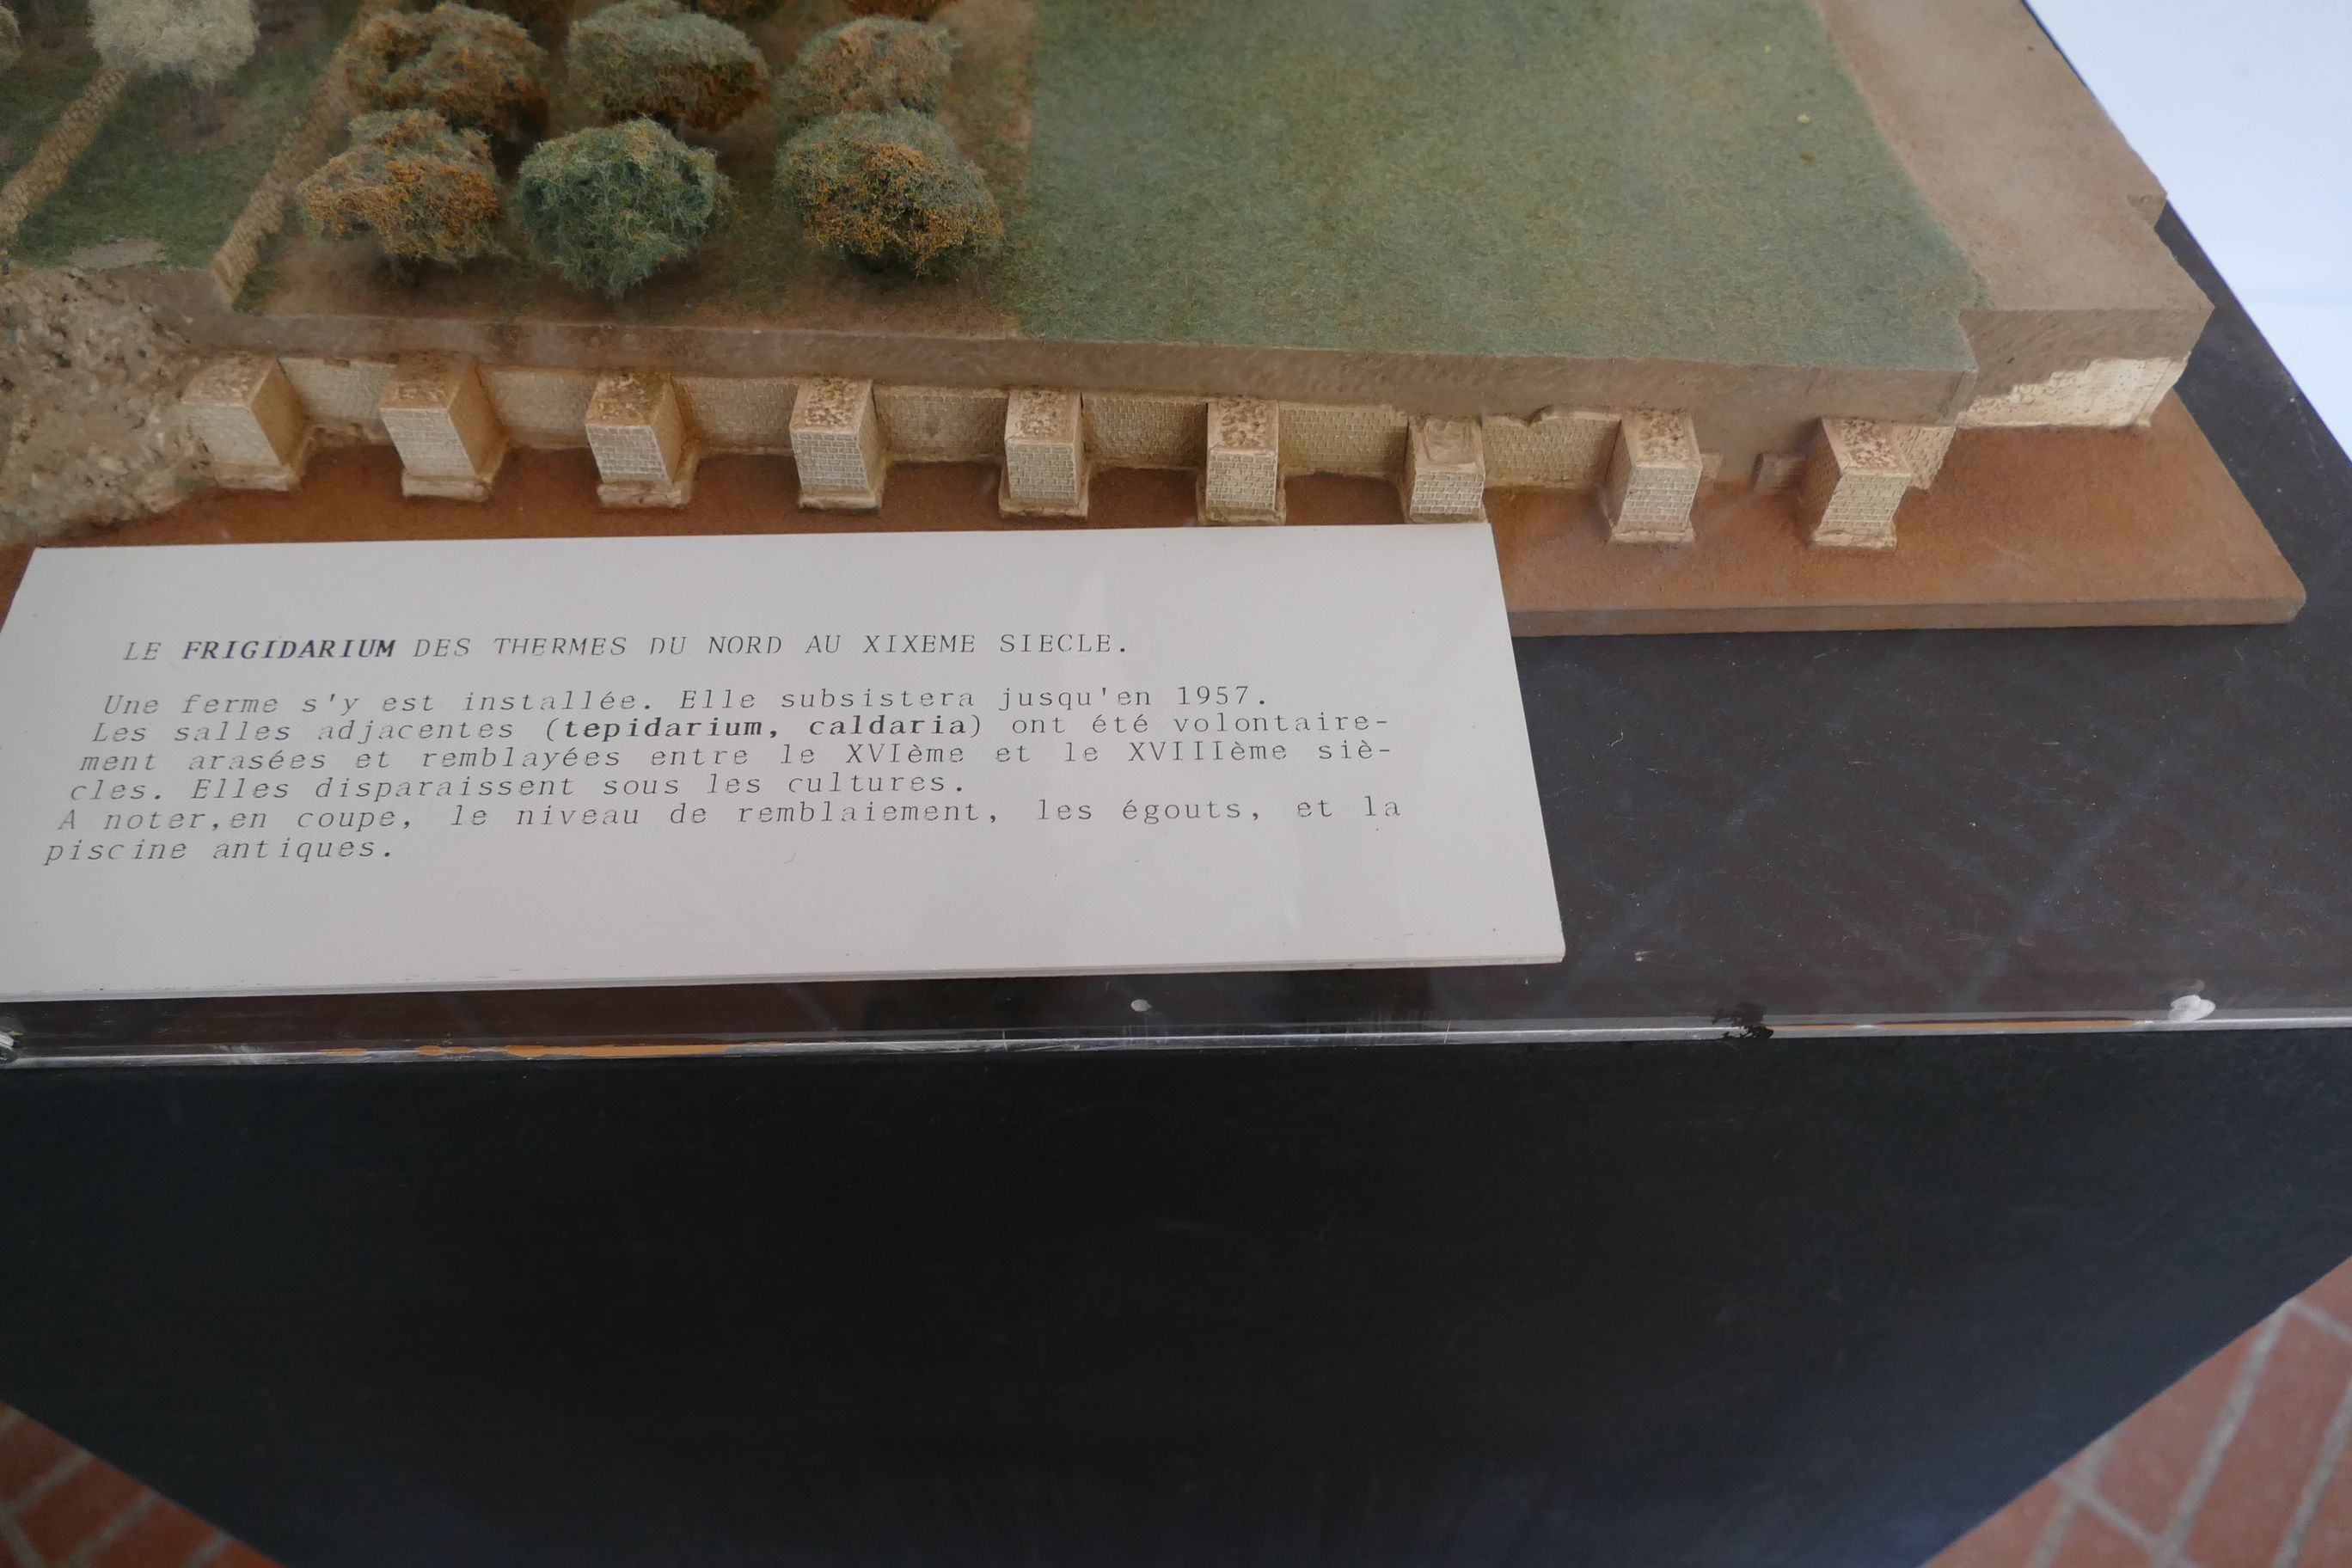 LE FRIGIDARIUM DES THERMES DU NORD AU XIXEME SIECLE.
Une ferme s'y est installée. Elle subsistera jusqu'en 1957.
Les salles adjacentes (tepidarium, caldaria) ont été volontaire-
ment arasées et remblayées entre le XVIème et le XVIIIème siè-
cles. Elles disparaissent sous les cultures.
A noter,en coupe, le niveau de remblaiement, les égouts, et la
piscine antiques.